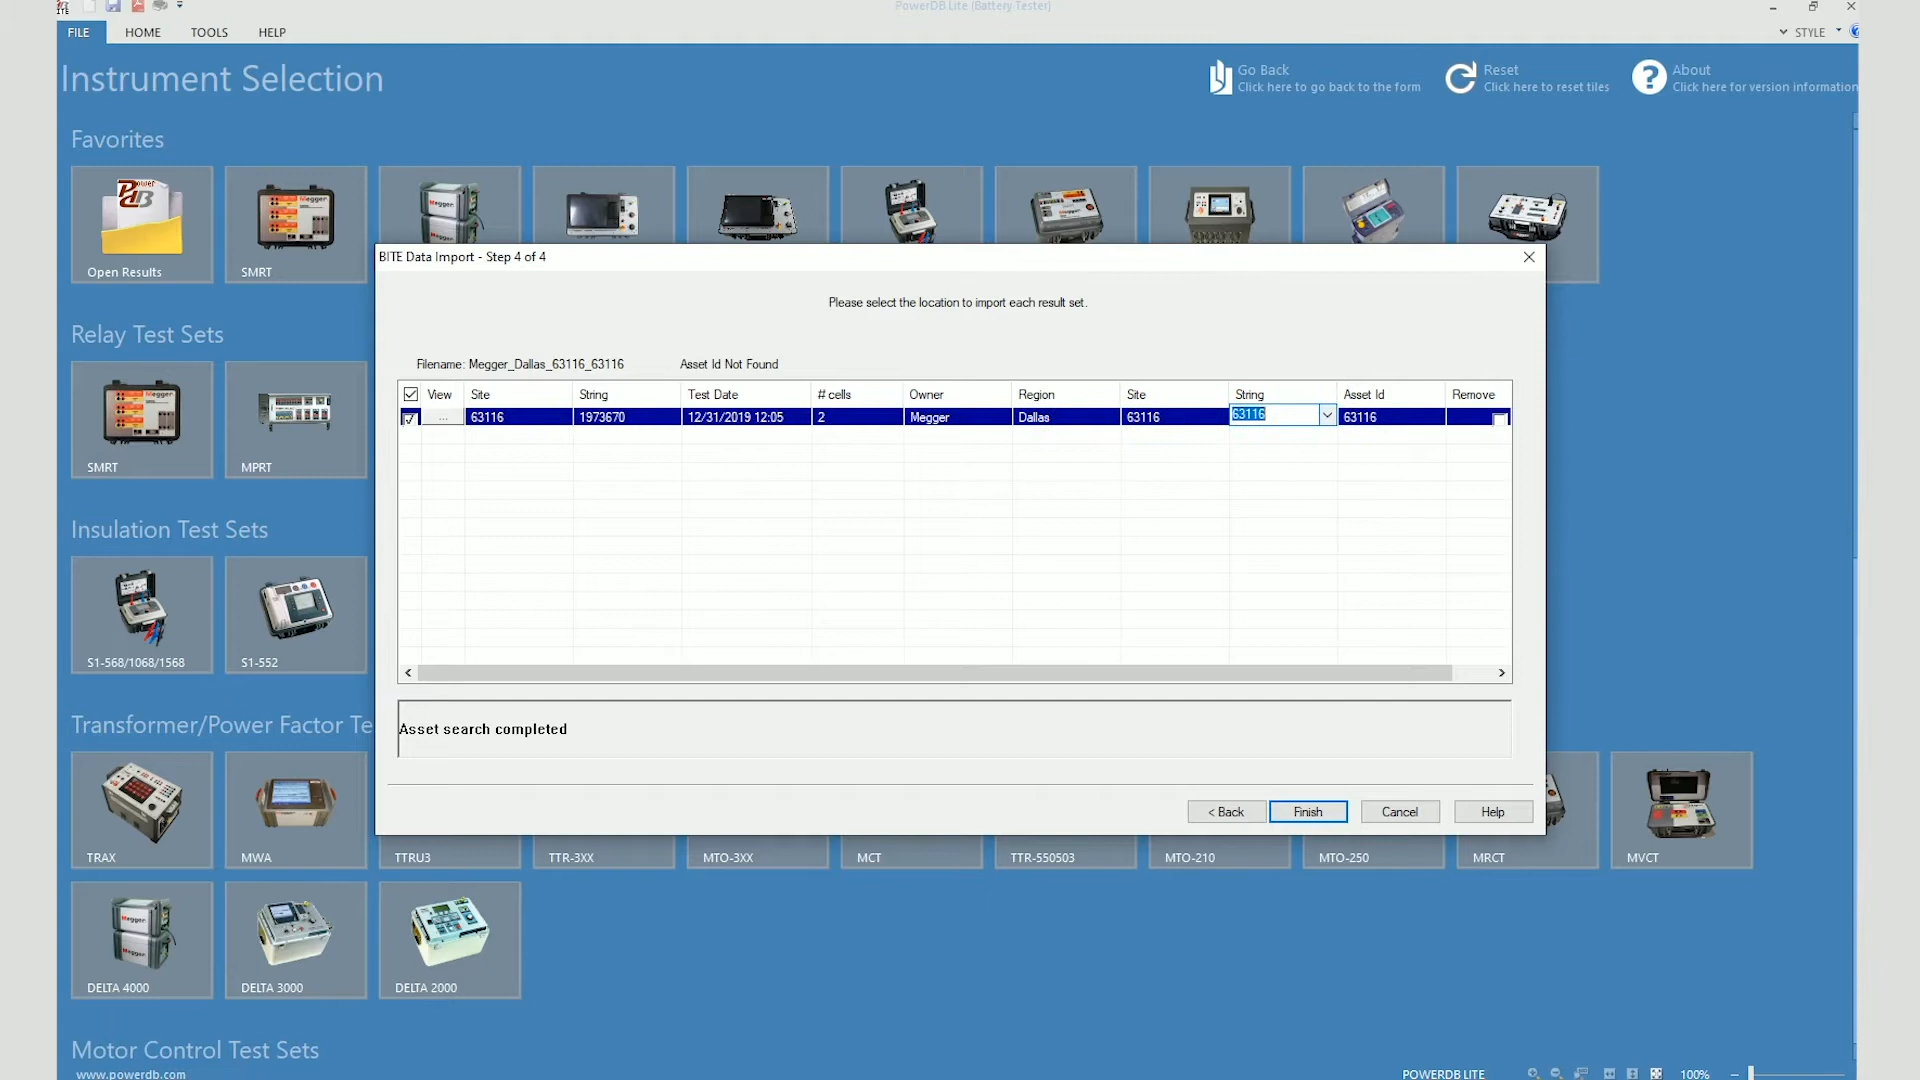 PowerDB Lite (Battery Tester)
FILE HOME TOOLS HELP
STYLE
Instrument Selection
Go Back
Click here to go back to the form
Reset
Click here to reset tiles
About
Click here for version information
Favorites
Open Results SMRT
BITE Data Import - Step 4 of 4
Please select the location to import each result set.
Filename: Megger_Dallas_63116_63116 Asset Id Not Found
View Site String Test Date # cells Owner Region Site String Asset Id Remove
... 63116 1973670 12/31/2019 12:05 2 Megger Dallas 63116 63116 63116
Asset search completed
< Back Finish Cancel Help
Relay Test Sets
SMRT MPRT
Insulation Test Sets
S1-568/1068/1568 S1-552
Transformer/Power Factor Te
TRAX MWA TTRU3 TTR-3XX MTO-3XX MCT TTR-550503 MTO-210 MTO-250 MRCT MVCT
DELTA 4000 DELTA 3000 DELTA 2000
Motor Control Test Sets
www.powerdb.com
POWERDB LITE 100%